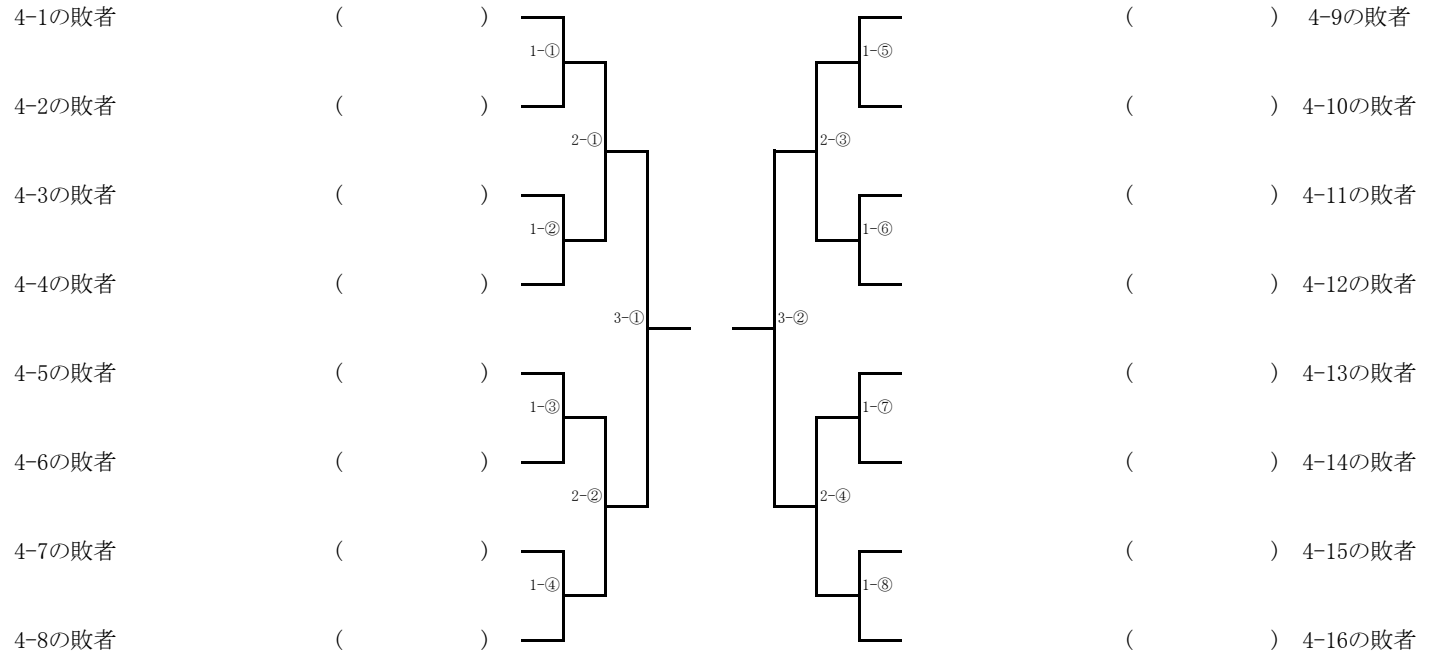 4-1の敗者 ( ) ( ) 4-9の敗者
1-① 1-⑤
4-2の敗者 ( ) ( ) 4-10の敗者
2-① 2-③
4-3の敗者 ( ) ( ) 4-11の敗者
1-② 1-⑥
4-4の敗者 ( ) ( ) 4-12の敗者
3-① 3-②
4-5の敗者 ( ) ( ) 4-13の敗者
1-③ 1-⑦
4-6の敗者 ( ) ( ) 4-14の敗者
2-② 2-④
4-7の敗者 ( ) ( ) 4-15の敗者
1-④ 1-⑧
4-8の敗者 ( ) ( ) 4-16の敗者